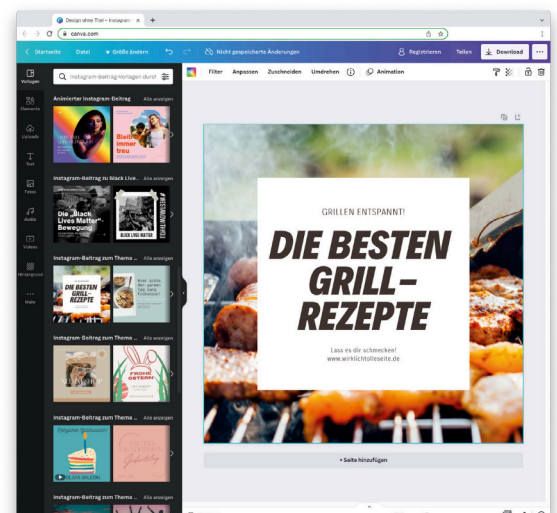 Design ohne Titel – Instagram-
canva.com
Startseite
Datei
Größe ändern
Nicht gespeicherte Änderungen
Registrieren
Teilen
Download
Vorlagen
Elemente
Uploads
Text
Fotos
Audio
Videos
Hintergrund
Mehr
Instagram-Beitrag-Vorlagen durch
Animierter Instagram-Beitrag
Alle anzeigen
Bleib
immer
treu
Instagram-Beitrag zu Black Live...
Alle anzeigen
Die „Black
Lives Matter“-
Bewegung
BLACK LIVES MATTER
Instagram-Beitrag zum Thema ...
Alle anzeigen
DIE BESTEN
GRILL-
REZEPTE
Instagram-Beitrag zum Thema ...
Alle anzeigen
FROHE
OSTERN
Instagram-Beitrag zum Thema ...
Alle anzeigen
Instagram-Beitrag zum Thema ...
Alle anzeigen
Filter
Anpassen
Zuschneiden
Umdrehen
Animation
GRILLEN ENTSPANNT!
DIE BESTEN
GRILL-
REZEPTE
Lass es dir schmecken!
www.wirklichtolleseite.de
+ Seite hinzufügen